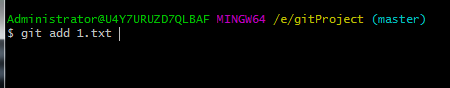 Administrator@U4Y7URUZD7QLBAF MINGW64 /e/gitProject (master)
$ git add 1.txt